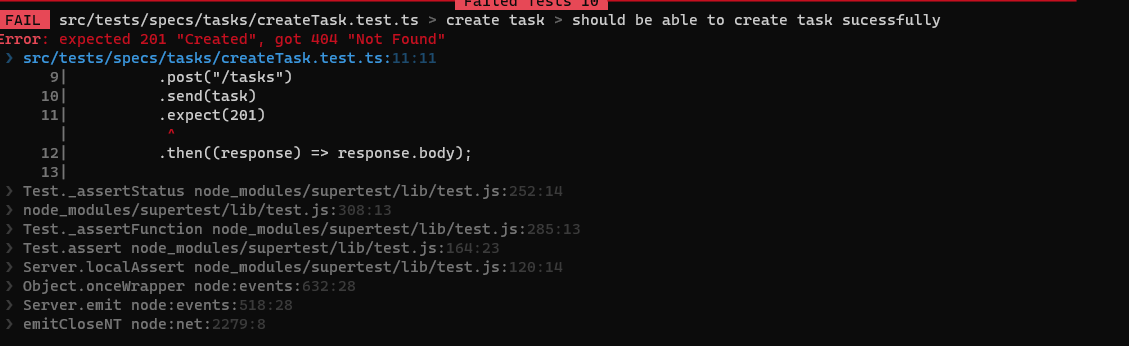 Failed Tests 10
FAIL src/tests/specs/tasks/createTask.test.ts > create task > should be able to create task sucessfully
Error: expected 201 "Created", got 404 "Not Found"
❯ src/tests/specs/tasks/createTask.test.ts:11:11
9| .post("/tasks")
10| .send(task)
11| .expect(201)
| ^
12| .then((response) => response.body);
13|
❯ Test._assertStatus node_modules/supertest/lib/test.js:252:14
❯ node_modules/supertest/lib/test.js:308:13
❯ Test._assertFunction node_modules/supertest/lib/test.js:285:13
❯ Test.assert node_modules/supertest/lib/test.js:164:23
❯ Server.localAssert node_modules/supertest/lib/test.js:120:14
❯ Object.onceWrapper node:events:632:28
❯ Server.emit node:events:518:28
❯ emitCloseNT node:net:2279:8